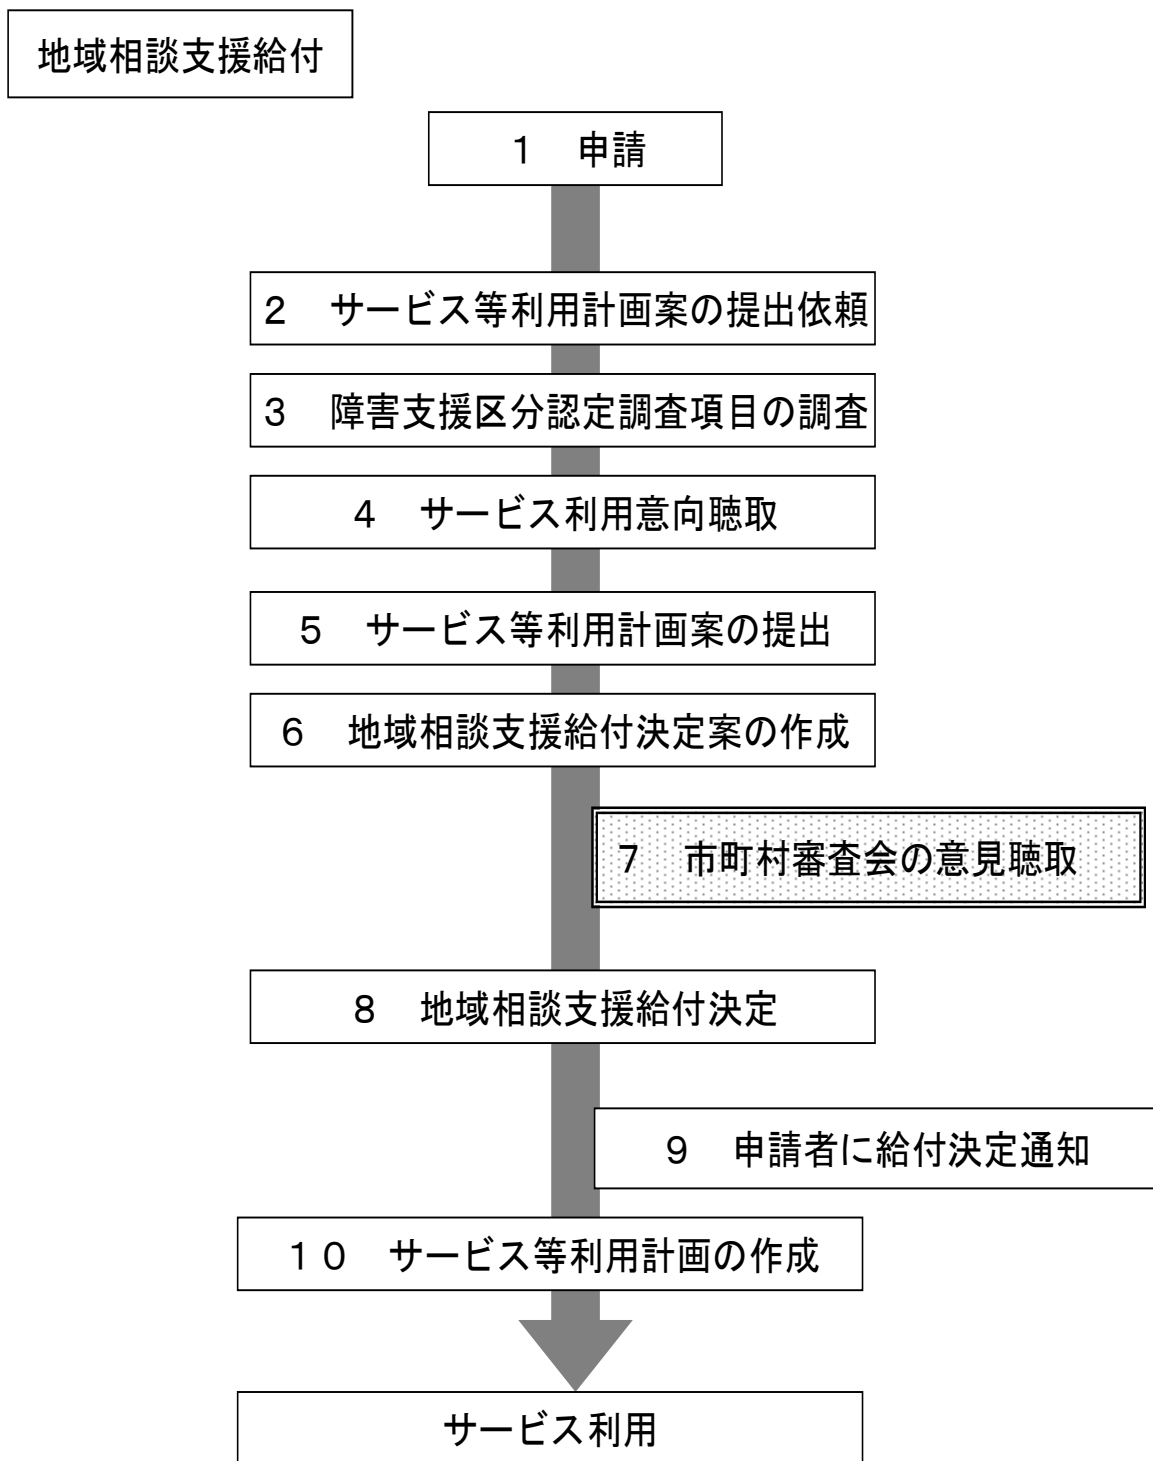 地域相談支援給付
１　申請
２　サービス等利用計画案の提出依頼
３　障害支援区分認定調査項目の調査
４　サービス利用意向聴取
５　サービス等利用計画案の提出
６　地域相談支援給付決定案の作成
７　市町村審査会の意見聴取
８　地域相談支援給付決定
９　申請者に給付決定通知
１０　サービス等利用計画の作成
サービス利用